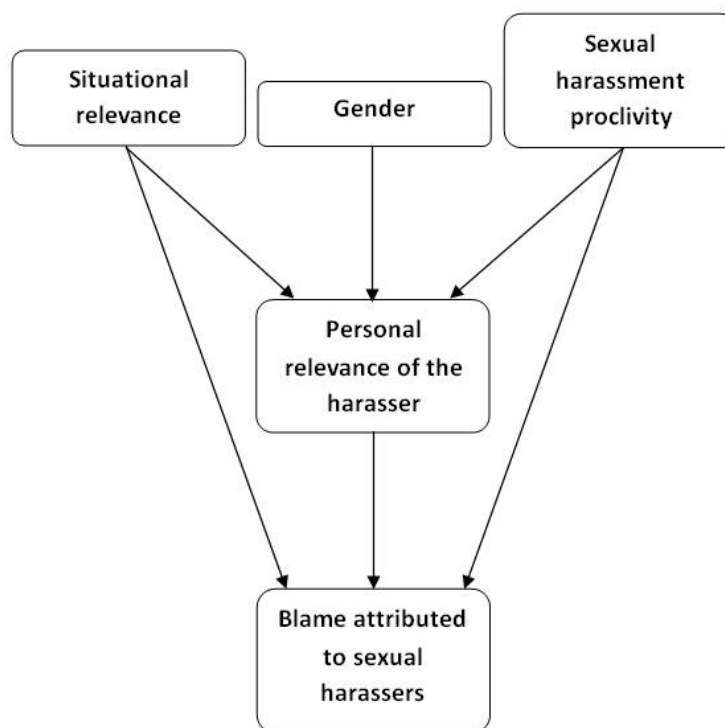 Situational
relevance
Gender
Sexual
harassment
proclivity
Personal
relevance of the
harasser
Blame attributed
to sexual
harassers